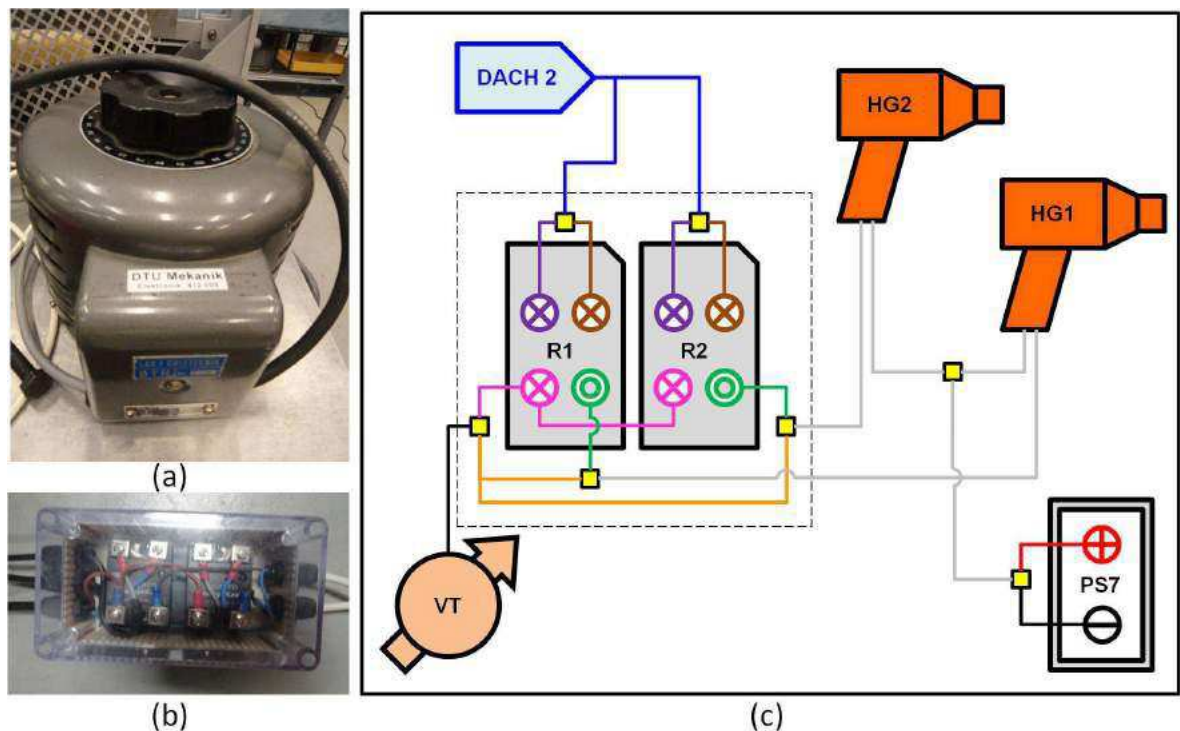 DTU Mekanik
(a)
(b)
DACH 2
HG2
HG1
R1
R2
VT
PS7
(c)